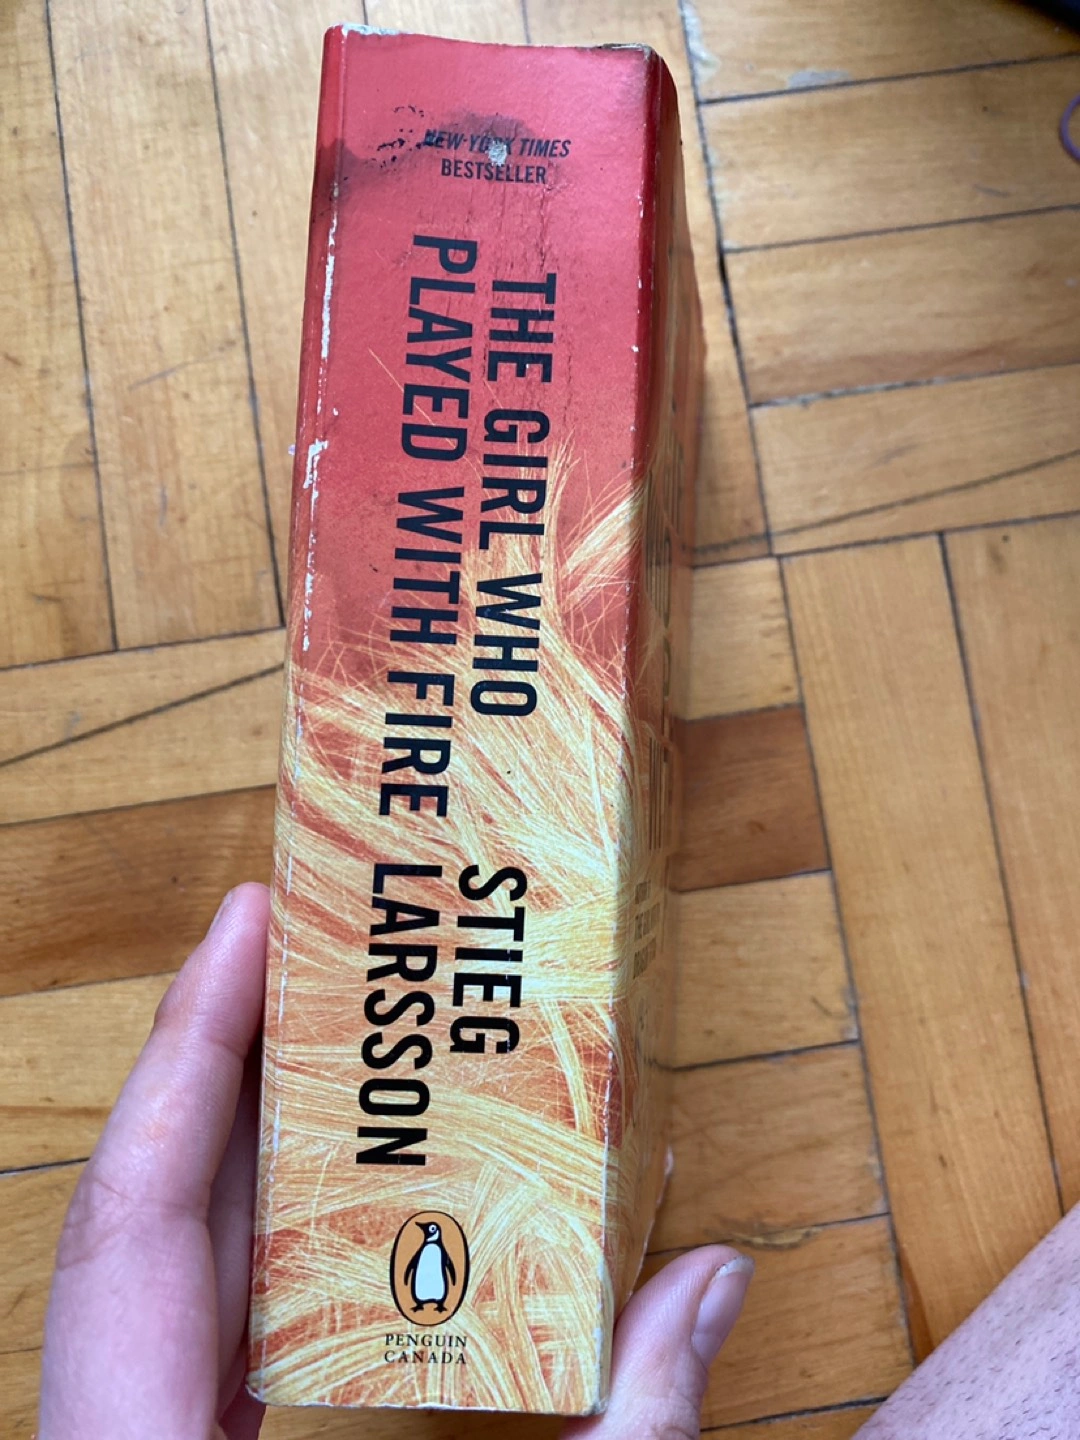 NEW YORK TIMES
BESTSELLER
THE GIRL WHO
PLAYED WITH FIRE
STIEG
LARSSON
PENGUIN
CANADA